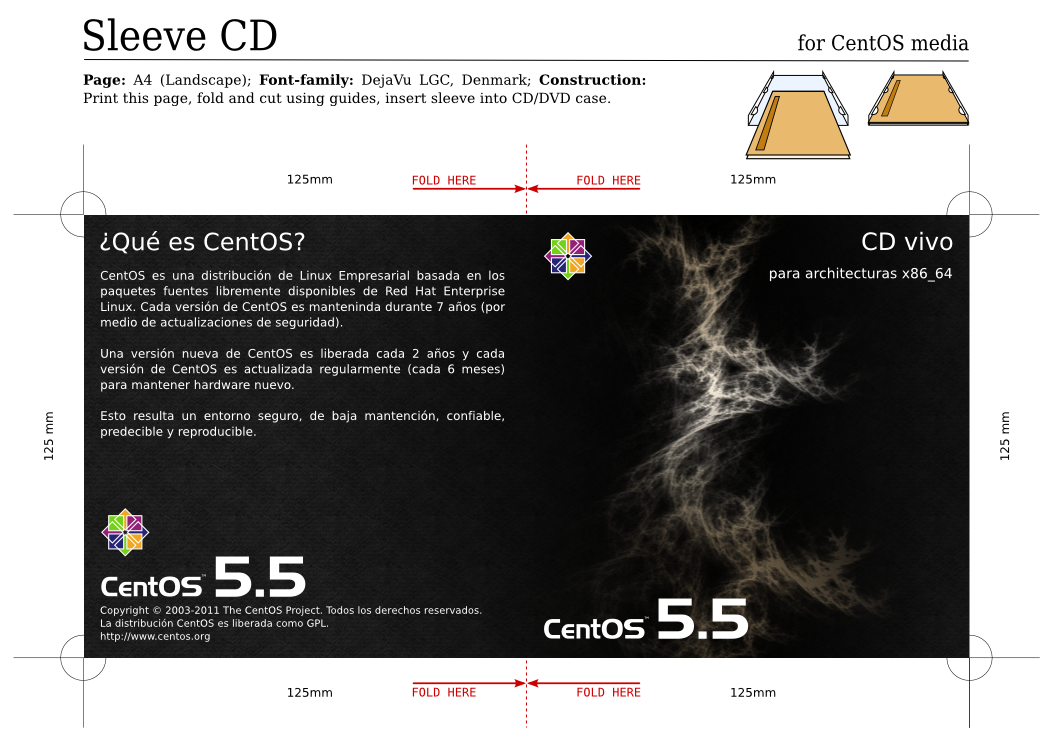 Sleeve CD
for CentOS media
Page: A4 (Landscape); Font-family: DejaVu LGC, Denmark; Construction:
Print this page, fold and cut using guides, insert sleeve into CD/DVD case.
125mm
FOLD HERE
FOLD HERE
125mm
¿Qué es CentOS?
CentOS es una distribución de Linux Empresarial basada en los
paquetes fuentes libremente disponibles de Red Hat Enterprise
Linux. Cada versión de CentOS es manteninda durante 7 años (por
medio de actualizaciones de seguridad).
Una versión nueva de CentOS es liberada cada 2 años y cada
versión de CentOS es actualizada regularmente (cada 6 meses)
para mantener hardware nuevo.
Esto resulta un entorno seguro, de baja mantención, confiable,
predecible y reproducible.
CentOS™ 5.5
Copyright © 2003-2011 The CentOS Project. Todos los derechos reservados.
La distribución CentOS es liberada como GPL.
http://www.centos.org
CD vivo
para architecturas x86_64
CentOS™ 5.5
125 mm
125 mm
125mm
FOLD HERE
FOLD HERE
125mm